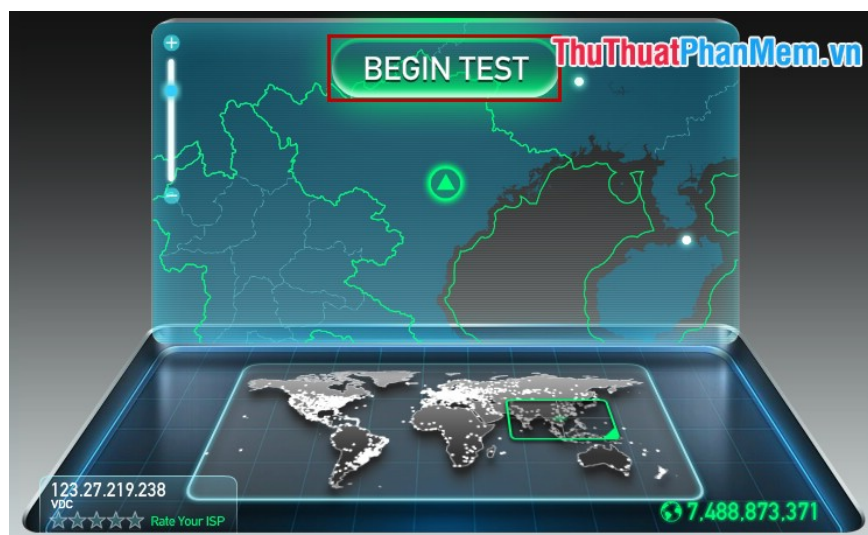 BEGIN TEST
ThuThuatPhanMem.vn
123.27.219.238
VDC
Rate Your ISP
7,488,873,371